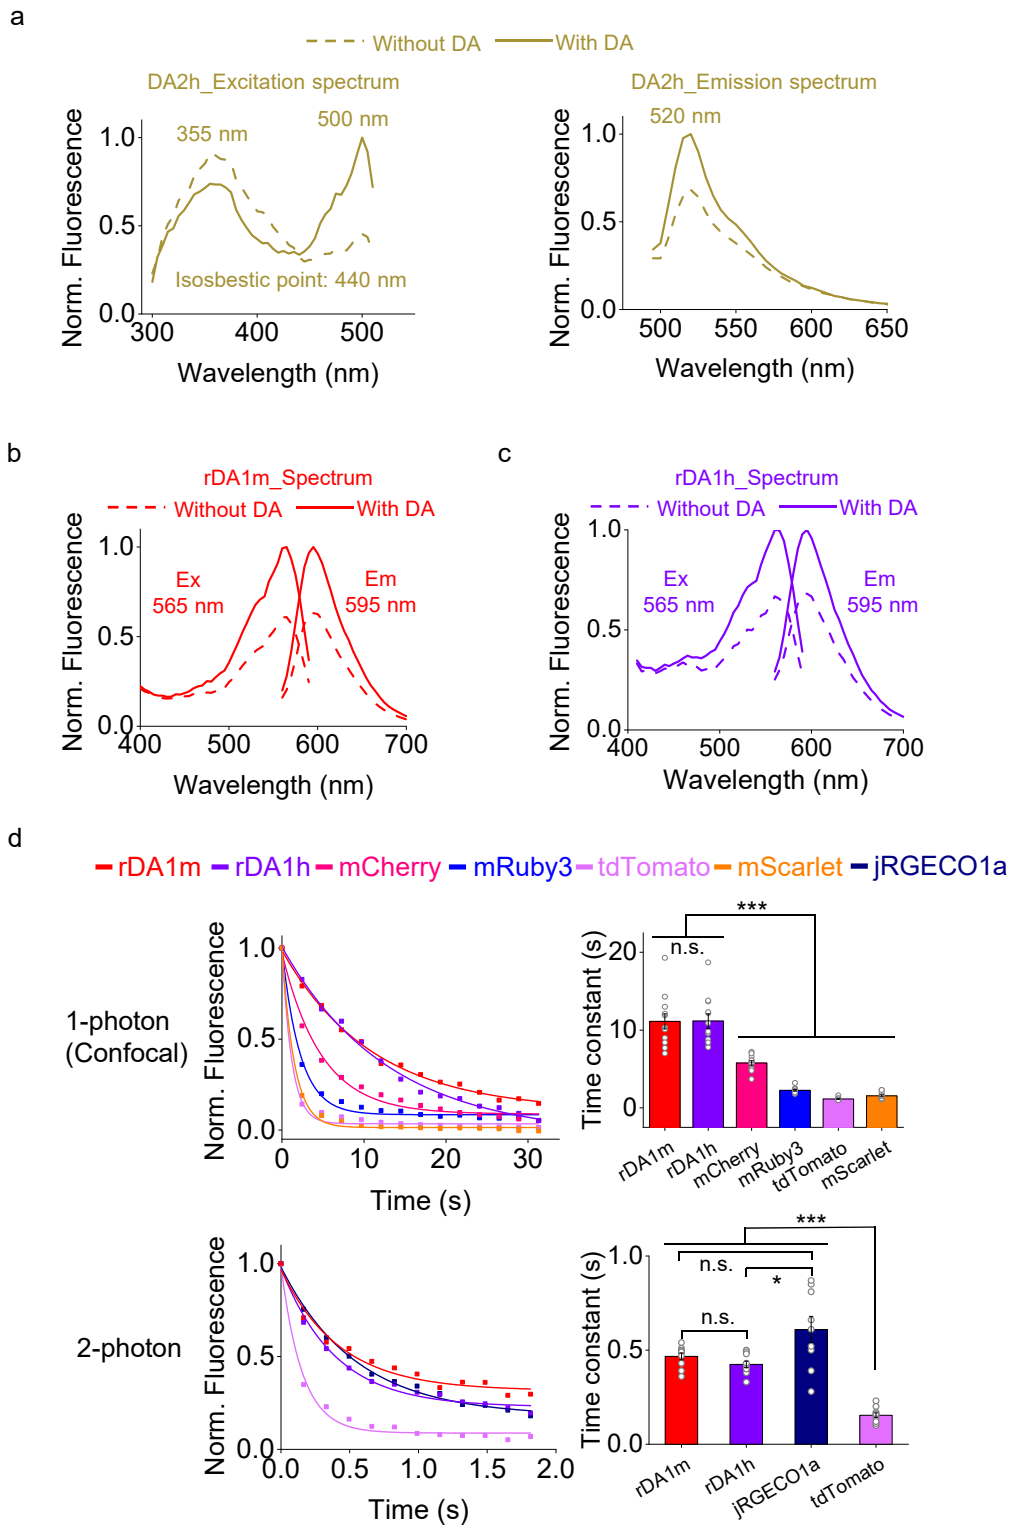 a
Without DA With DA
DA2h_Excitation spectrum
DA2h_Emission spectrum
Norm. Fluorescence
1.0
0.5
0.0
355 nm
500 nm
Isosbestic point: 440 nm
300 400 500
Wavelength (nm)
Norm. Fluorescence
1.0
0.5
0.0
520 nm
500 550 600 650
Wavelength (nm)
b
rDA1m_Spectrum
Without DA With DA
Norm. Fluorescence
1.0
0.5
0.0
Ex
565 nm
Em
595 nm
400 500 600 700
Wavelength (nm)
c
rDA1h_Spectrum
Without DA With DA
Norm. Fluorescence
1.0
0.5
0.0
Ex
565 nm
Em
595 nm
400 500 600 700
Wavelength (nm)
d
rDA1m rDA1h mCherry mRuby3 tdTomato mScarlet jRGECO1a
1-photon
(Confocal)
Norm. Fluorescence
1.0
0.5
0.0
0 10 20 30
Time (s)
Time constant (s)
20
10
0
***
n.s.
rDA1m rDA1h mCherry mRuby3 tdTomato mScarlet
2-photon
Norm. Fluorescence
1.0
0.5
0.0
0.0 0.5 1.0 1.5 2.0
Time (s)
Time constant (s)
1.0
0.5
0.0
***
n.s.
*
n.s.
rDA1m rDA1h jRGECO1a tdTomato